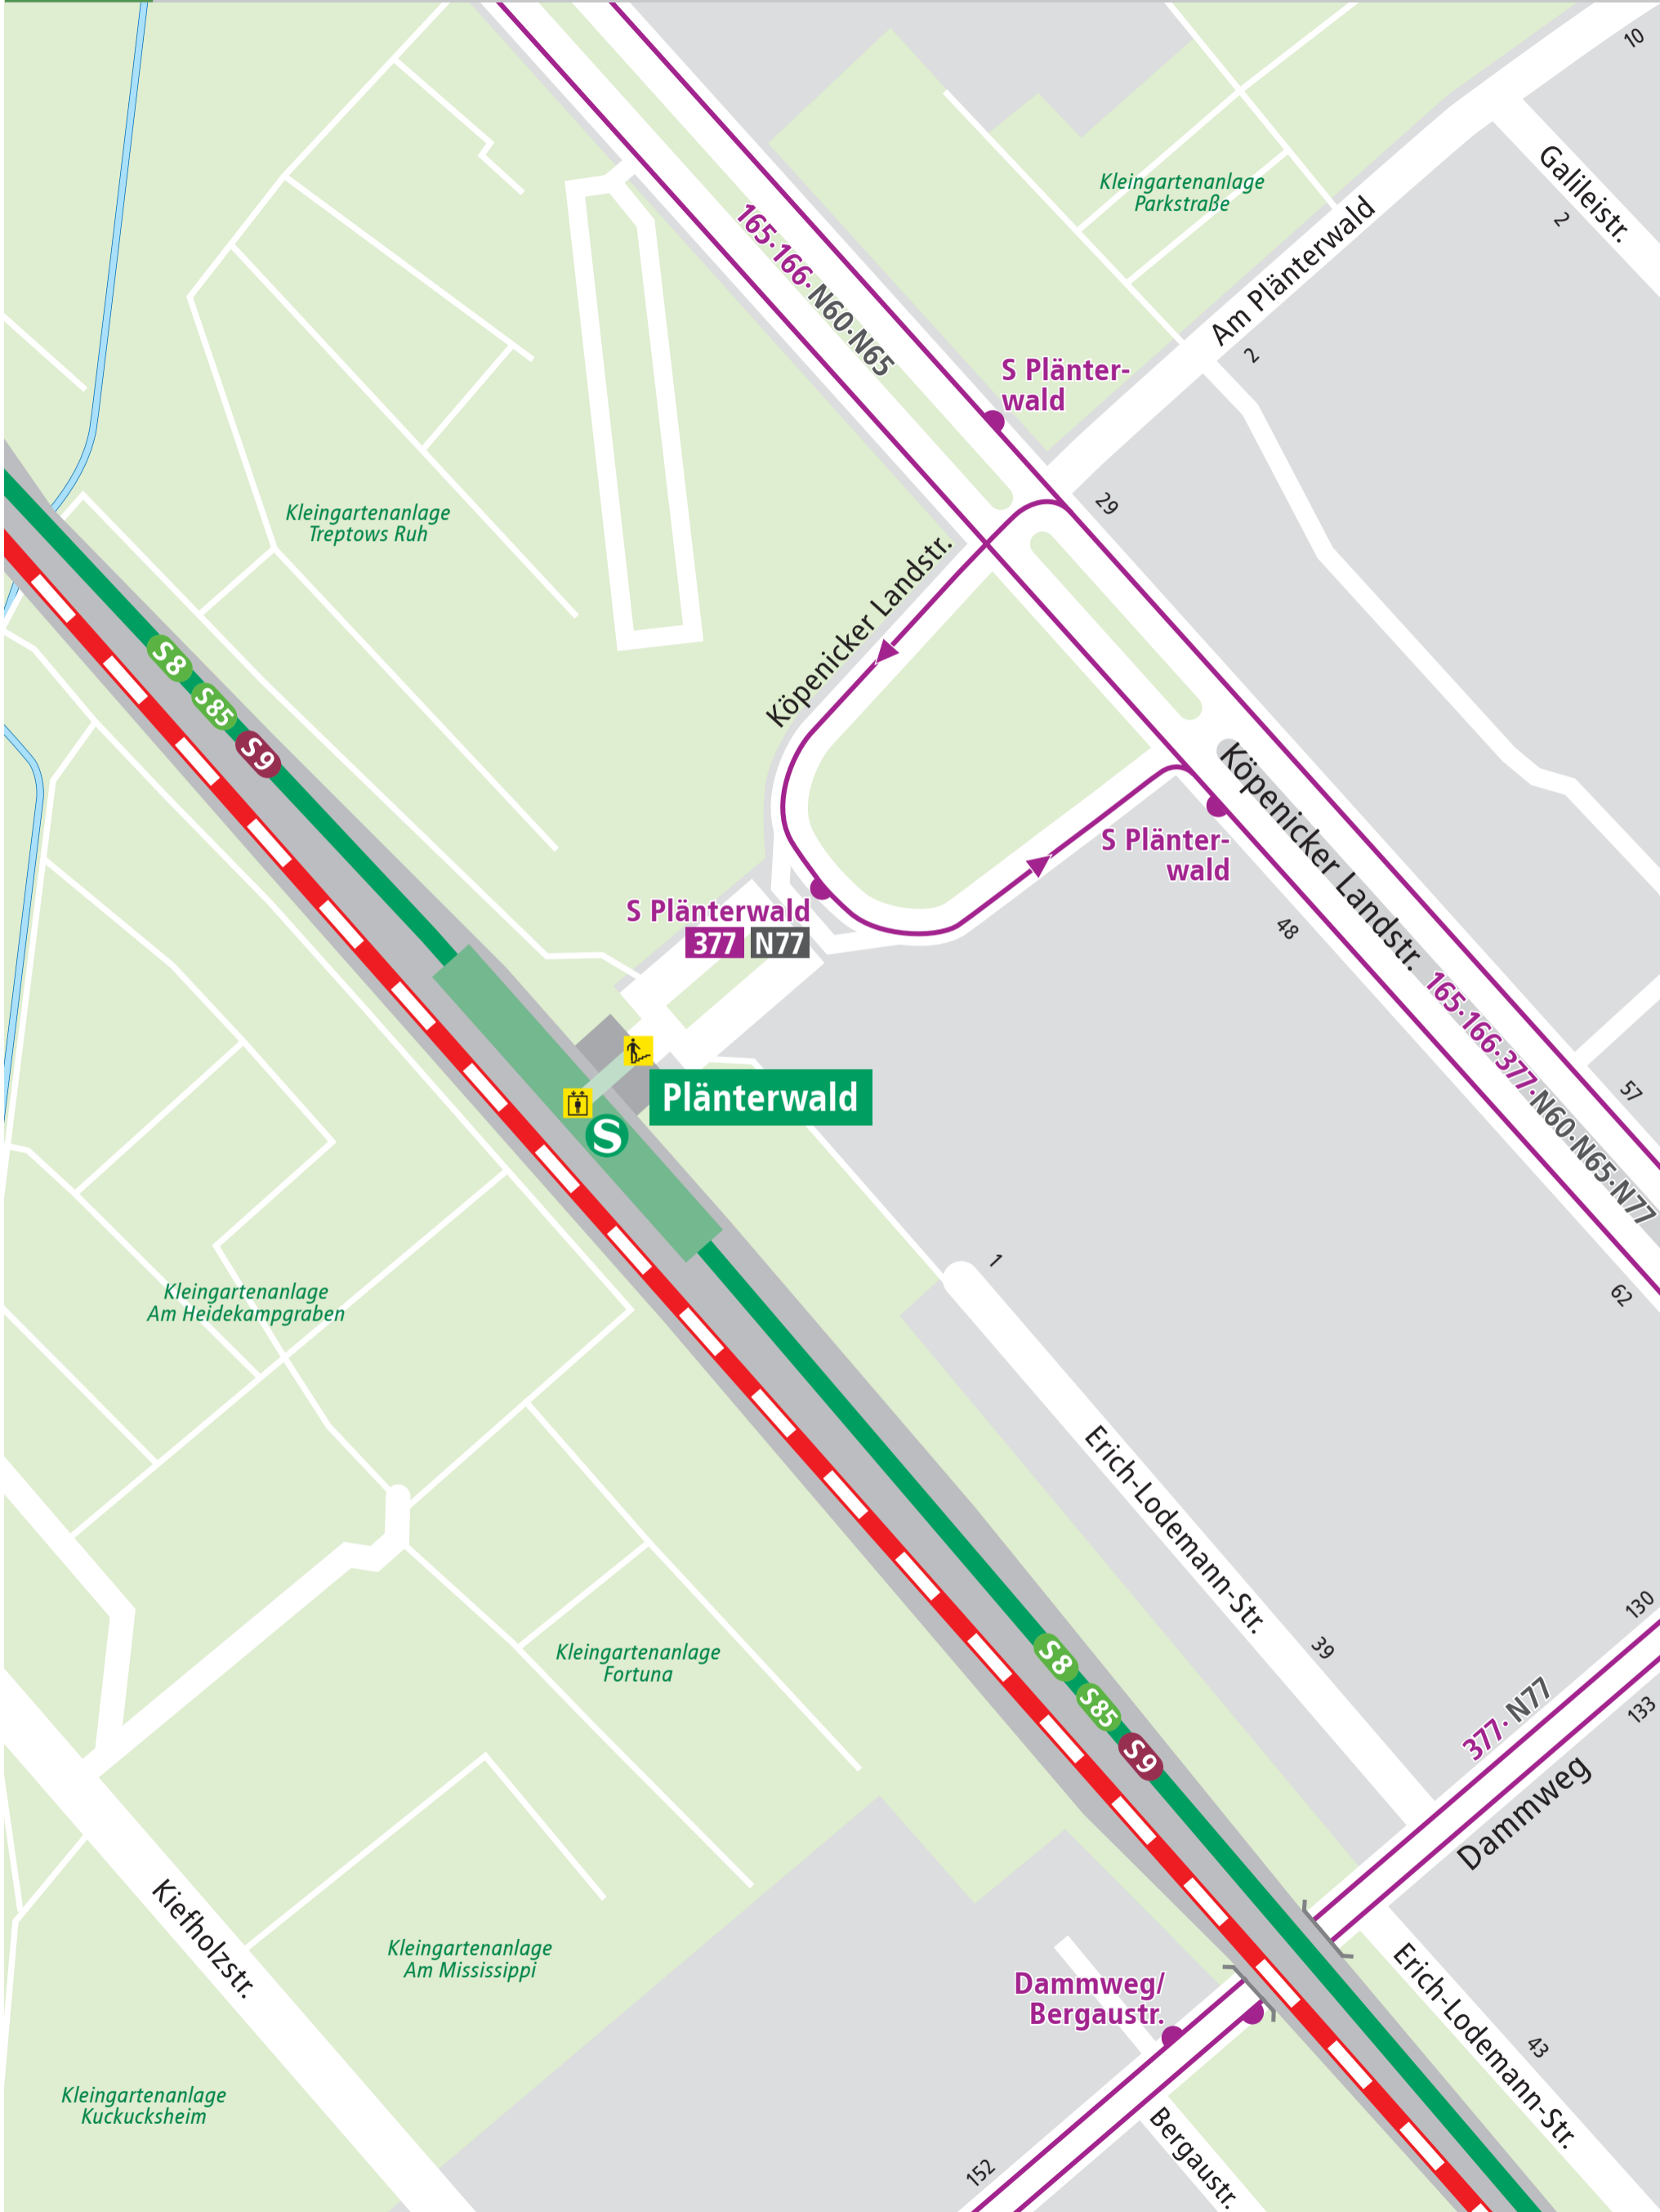 10
Galileistr.
2
Kleingartenanlage
Parkstraße
Am Plänterwald
2
165·166·N60·N65
S Plänter-
wald
29
Kleingartenanlage
Treptows Ruh
Köpenicker Landstr.
S8
S85
S9
S Plänter-
wald
Köpenicker Landstr.
165·166·377·N60·N65·N77
48
57
62
S Plänterwald
377 N77
Plänterwald
S
1
Kleingartenanlage
Am Heidekampgraben
Erich-Lodemann-Str.
39
130
377·N77
133
Dammweg
Kleingartenanlage
Fortuna
S8
S85
S9
Kiefholzstr.
Kleingartenanlage
Am Mississippi
Dammweg/
Bergaustr.
Erich-Lodemann-Str.
43
Kleingartenanlage
Kuckucksheim
152
Bergaustr.